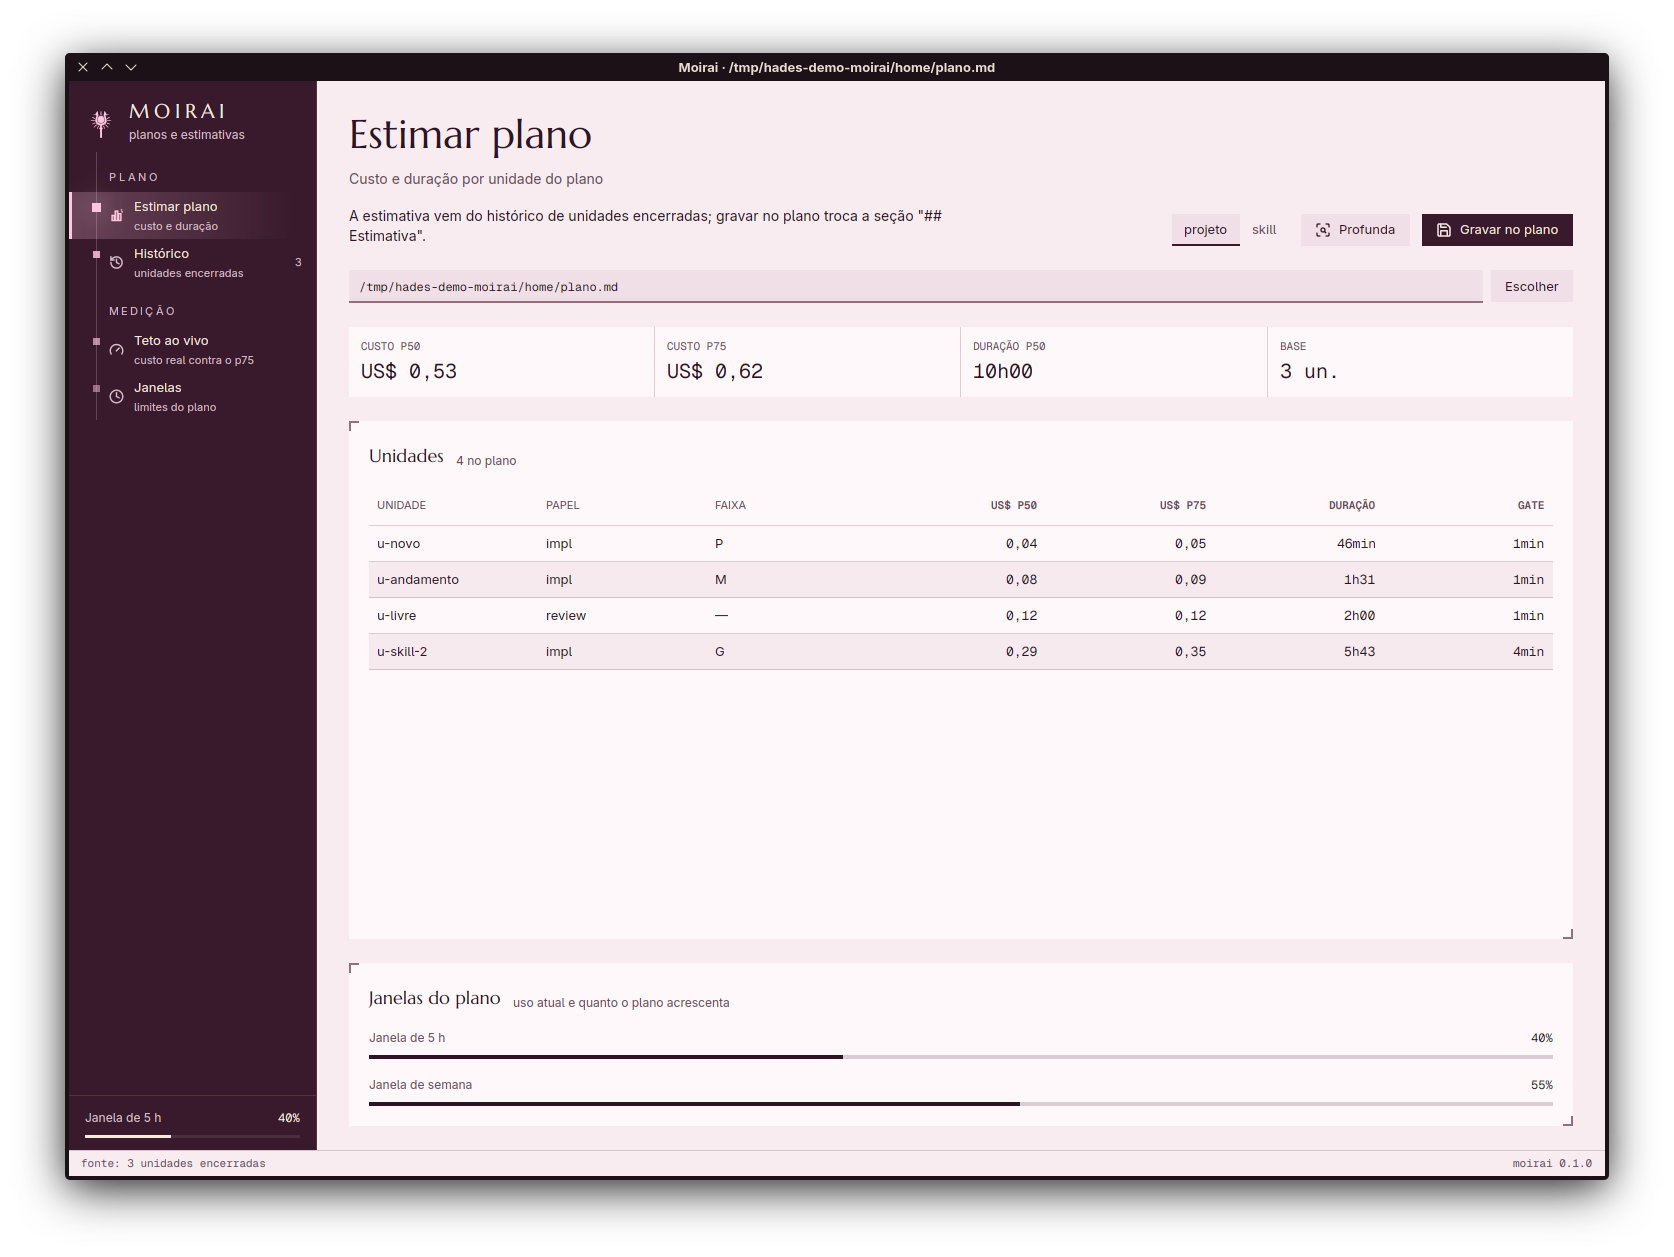 Moirai · /tmp/hades-demo-moirai/home/plano.md
MOIRAI
planos e estimativas
PLANO
Estimar plano
custo e duração
Histórico
unidades encerradas
3
MEDIÇÃO
Teto ao vivo
custo real contra o p75
Janelas
limites do plano
Janela de 5 h 40%
Estimar plano
Custo e duração por unidade do plano
A estimativa vem do histórico de unidades encerradas; gravar no plano troca a seção "##
Estimativa".
projeto skill Profunda Gravar no plano
/tmp/hades-demo-moirai/home/plano.md Escolher
CUSTO P50 CUSTO P75 DURAÇÃO P50 BASE
US$ 0,53 US$ 0,62 10h00 3 un.
Unidades 4 no plano
UNIDADE PAPEL FAIXA US$ P50 US$ P75 DURAÇÃO GATE
u-novo impl P 0,04 0,05 46min 1min
u-andamento impl M 0,08 0,09 1h31 1min
u-livre review — 0,12 0,12 2h00 1min
u-skill-2 impl G 0,29 0,35 5h43 4min
Janelas do plano uso atual e quanto o plano acrescenta
Janela de 5 h 40%
Janela de semana 55%
fonte: 3 unidades encerradas moirai 0.1.0